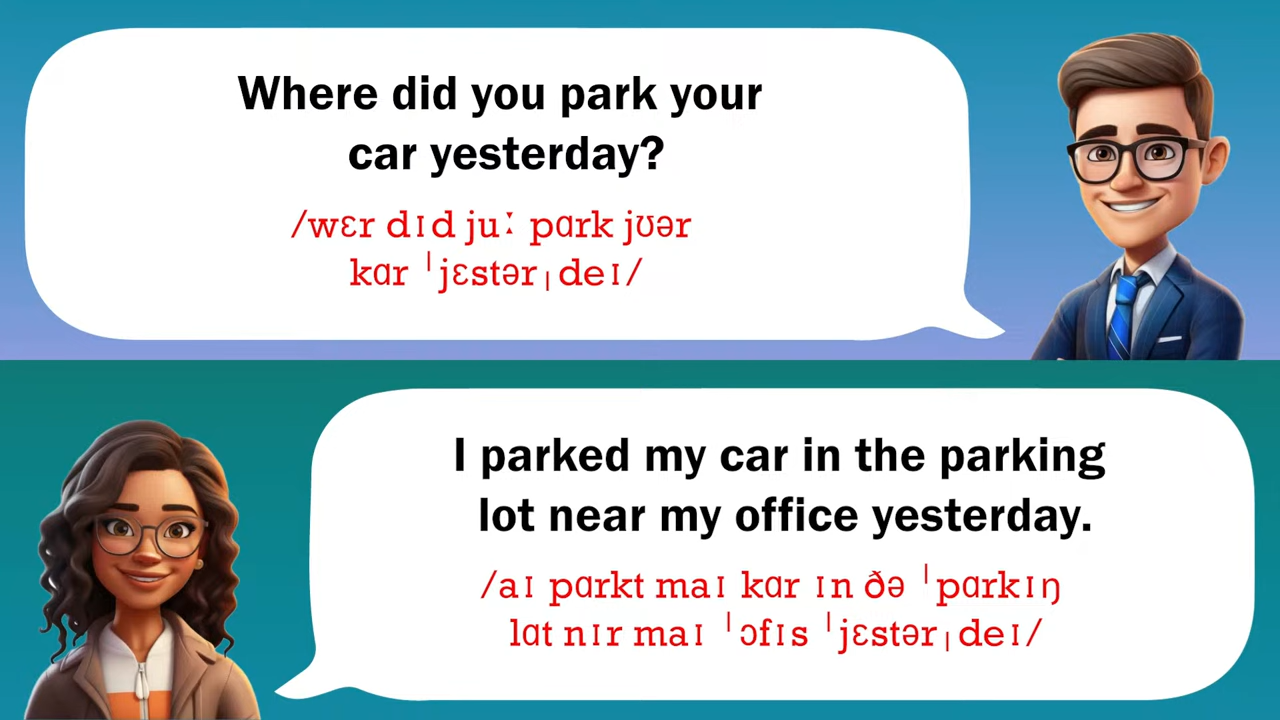 Where did you park your
car yesterday?
/wɛr dɪd juː pɑrk jʊər
kɑr ˈjɛstərˌdeɪ/
I parked my car in the parking
lot near my office yesterday.
/aɪ pɑrkt maɪ kɑr ɪn ðə ˈpɑrkɪŋ
lɑt nɪr maɪ ˈɔfɪs ˈjɛstərˌdeɪ/